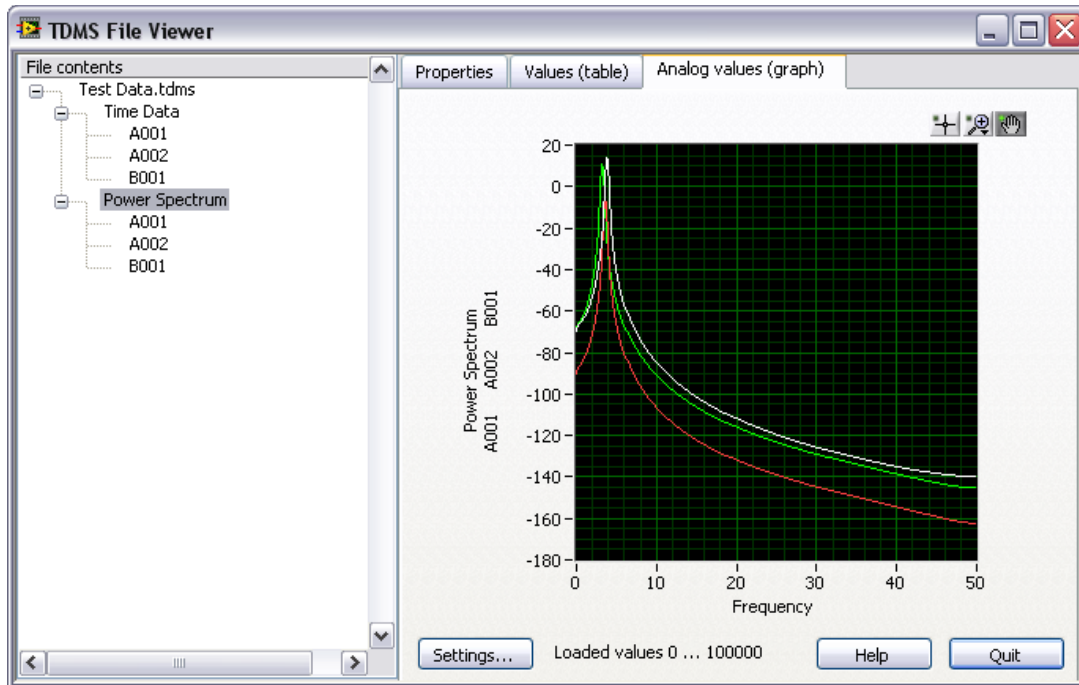 TDMS File Viewer
File contents
Test Data.tdms
Time Data
A001
A002
B001
Power Spectrum
A001
A002
B001
Properties
Values (table)
Analog values (graph)
20
0
-20
-40
-60
-80
-100
-120
-140
-160
-180
Power Spectrum
A001 A002 B001
0 10 20 30 40 50
Frequency
Settings...
Loaded values 0 ... 100000
Help
Quit